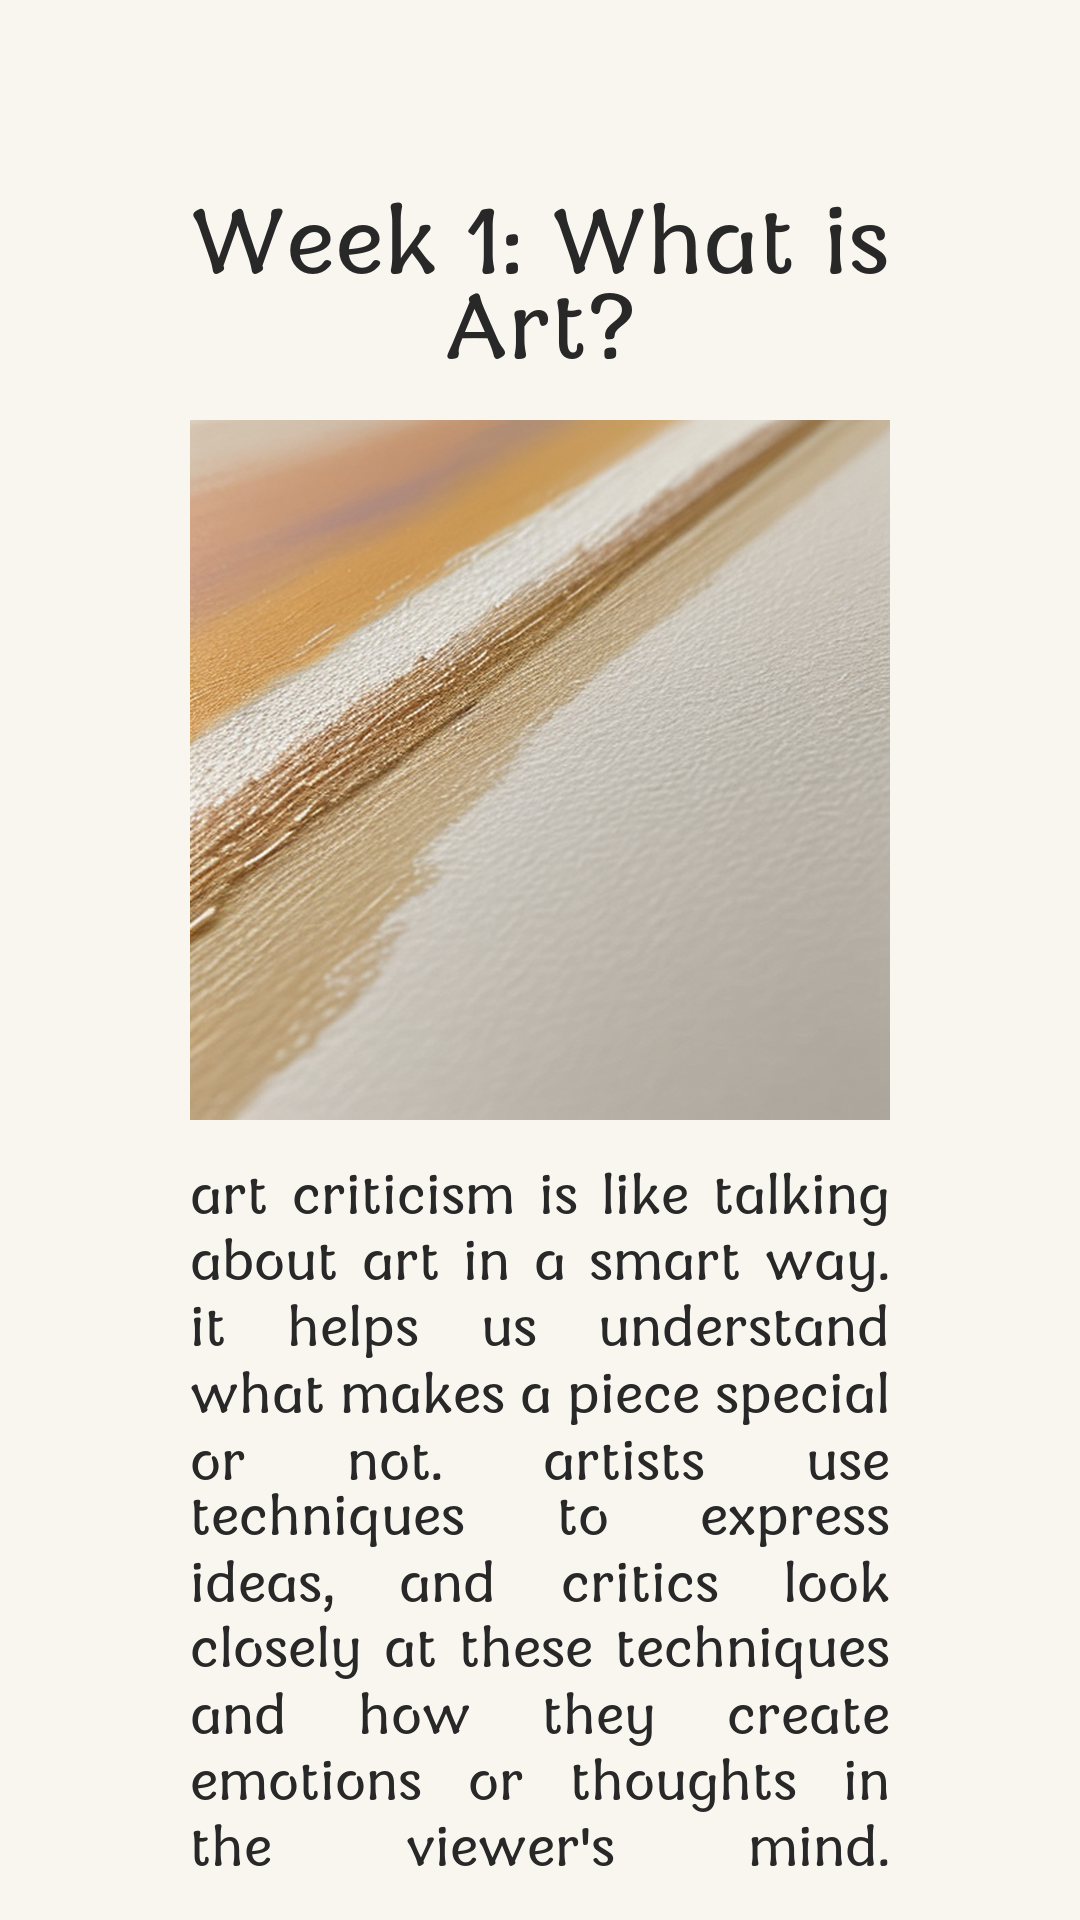 Week 1: What is
Art?
art criticism is like talking
about art in a smart way.
it helps us understand
what makes a piece special
or not. artists use
techniques to express
ideas, and critics look
closely at these techniques
and how they create
emotions or thoughts in
the viewer's mind.